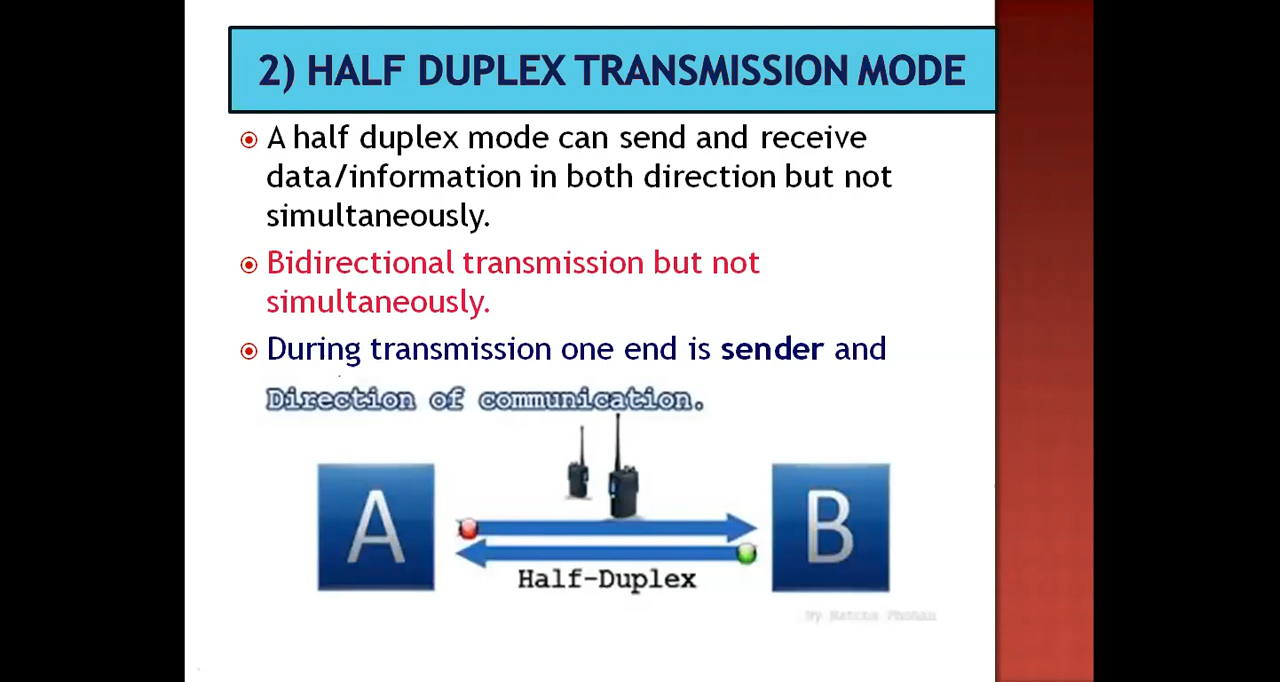 2) HALF DUPLEX TRANSMISSION MODE
A half duplex mode can send and receive
data/information in both direction but not
simultaneously.
Bidirectional transmission but not
simultaneously.
During transmission one end is sender and
Direction of communication.
A
B
Half-Duplex